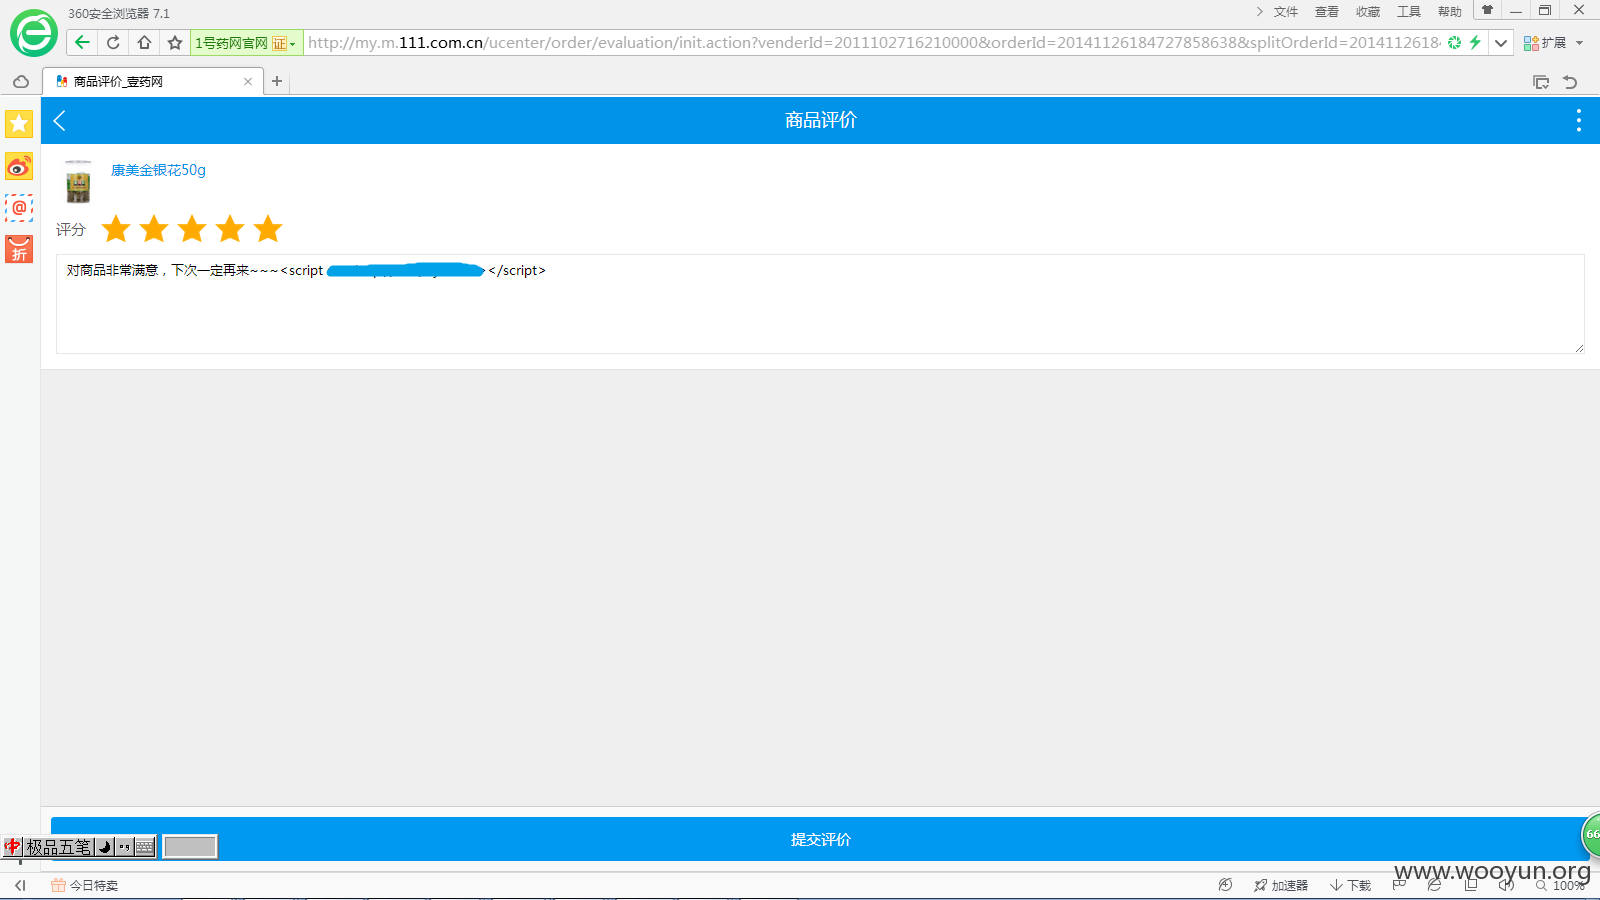 360安全浏览器 7.1
文件 查看 收藏 工具 帮助
1号药网官网 证
http://my.m.111.com.cn/ucenter/order/evaluation/init.action?venderId=2011102716210000&orderId=20141126184727858638&splitOrderId=2014112618
扩展
商品评价_壹药网
商品评价
康美金银花50g
评分
对商品非常满意，下次一定再来~~~<script
></script>
折
提交评价
66
中 极品五笔
www.wooyun.org
今日特卖
加速器 下载 100%